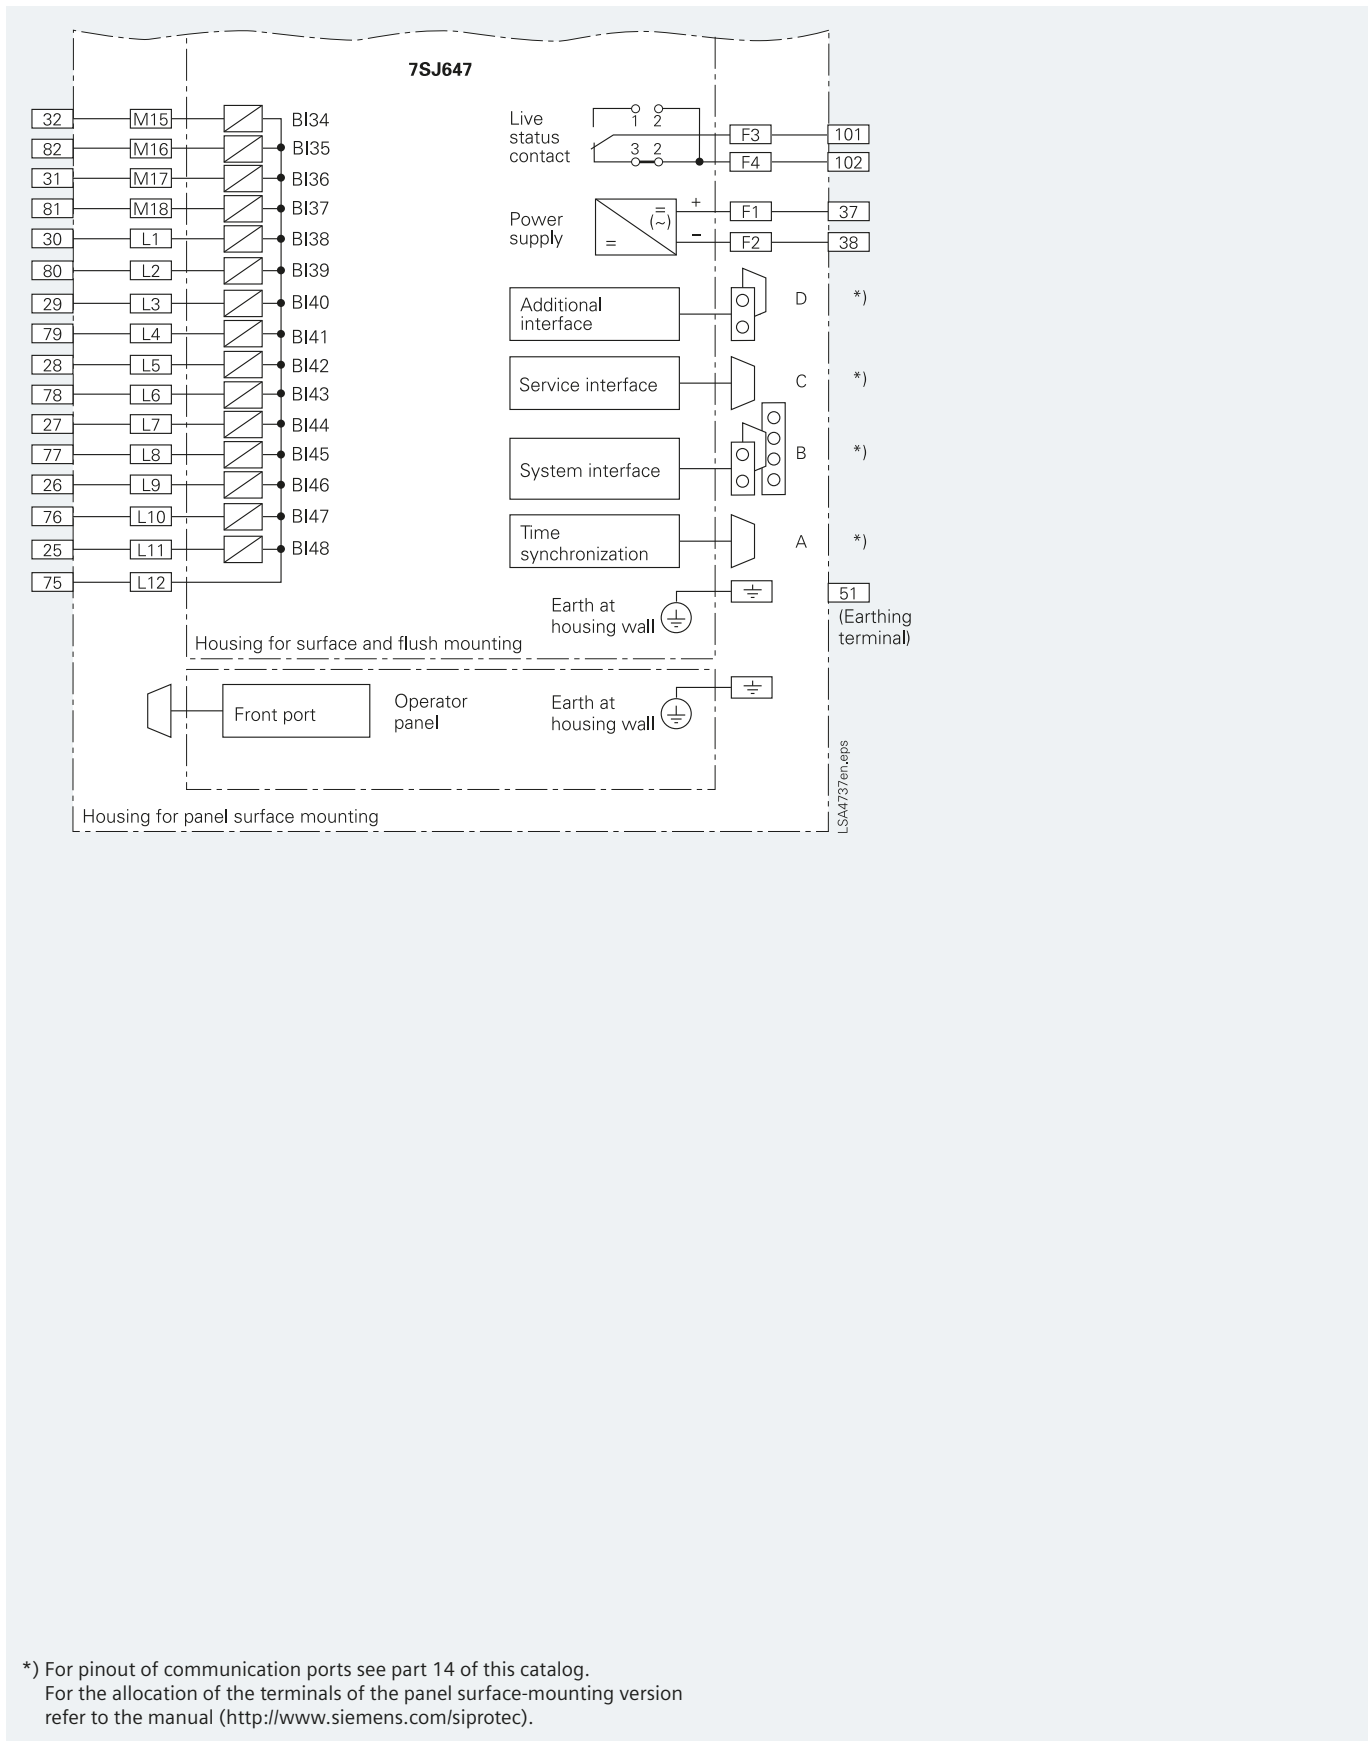 7SJ647
32 M15 BI34
82 M16 BI35
31 M17 BI36
81 M18 BI37
30 L1 BI38
80 L2 BI39
29 L3 BI40
79 L4 BI41
28 L5 BI42
78 L6 BI43
27 L7 BI44
77 L8 BI45
26 L9 BI46
76 L10 BI47
25 L11 BI48
75 L12
Live
status
contact
1 2
3 2
F3 101
F4 102
Power
supply
=
(~)
=
+ F1 37
– F2 38
Additional
interface
D *)
Service interface C *)
System interface B *)
Time
synchronization
A *)
Earth at
housing wall
51
(Earthing
terminal)
Housing for surface and flush mounting
Front port
Operator
panel
Earth at
housing wall
Housing for panel surface mounting
LSA4737en.eps
*) For pinout of communication ports see part 14 of this catalog.
For the allocation of the terminals of the panel surface-mounting version
refer to the manual (http://www.siemens.com/siprotec).